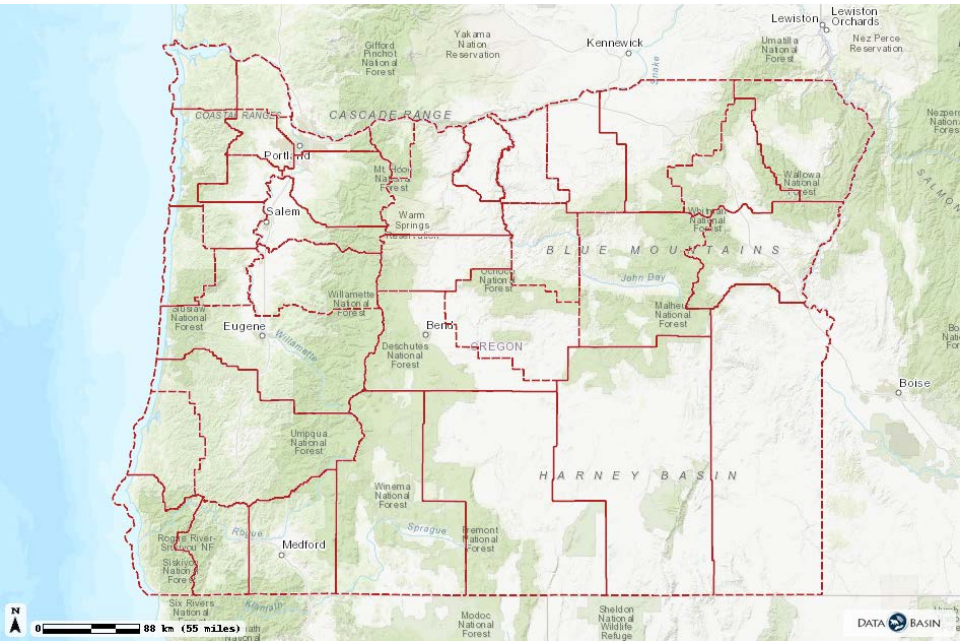 Lewiston
Lewiston
Orchards
Yakama
Nation
Reservation
Kennewick
Nez Perce
Reservation
Umatilla
National
Forest
Gifford
Pinchot
National
Forest
Snake
COASTAL RANGES
CASCADE RANGE
Portland
Mt Hood
National
Forest
Wallowa
National
Forest
SALMON
Salem
Warm
Springs
Reservation
Whitman
National
Forest
BLUE MOUNTAINS
Ochoco
National
Forest
John Day
Siuslaw
National
Forest
Willamette
National
Forest
Malheur
National
Forest
Eugene
Willamette
Bend
Deschutes
National
Forest
OREGON
Boise
Umpqua
National
Forest
HARNEY BASIN
Winema
National
Forest
Sprague
Fremont
National
Forest
Rogue River-
Siskiyou NF
Rogue
Medford
Siskiyou
National
Forest
Six Rivers
National
Klamath
Modoc
National
Forest
Sheldon
National
Wildlife
Refuge
N
0 88 km (55 miles)
DATA BASIN